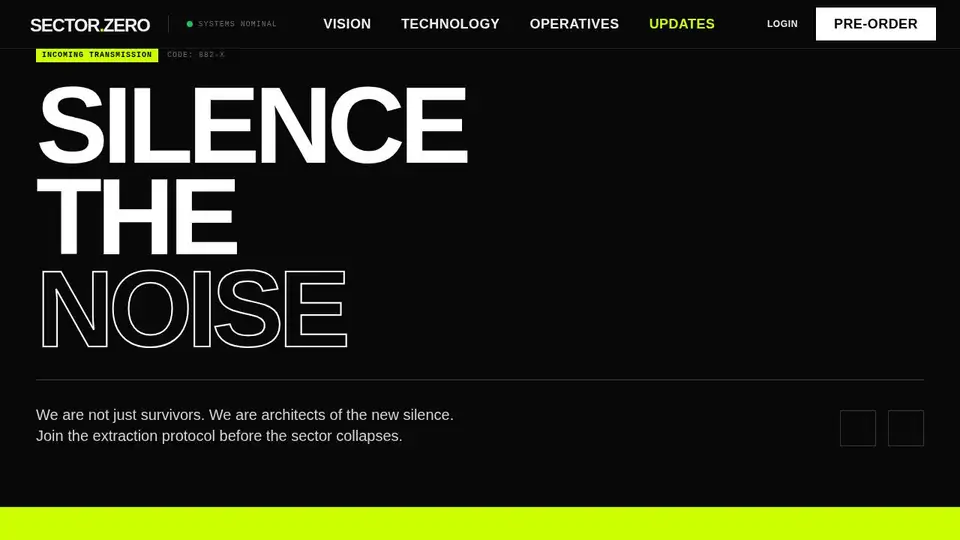 SECTOR.ZERO
SYSTEMS NOMINAL
VISION
TECHNOLOGY
OPERATIVES
UPDATES
LOGIN
PRE-ORDER
INCOMING TRANSMISSION
CODE: 882-X
SILENCE
THE
NOISE
We are not just survivors. We are architects of the new silence.
Join the extraction protocol before the sector collapses.